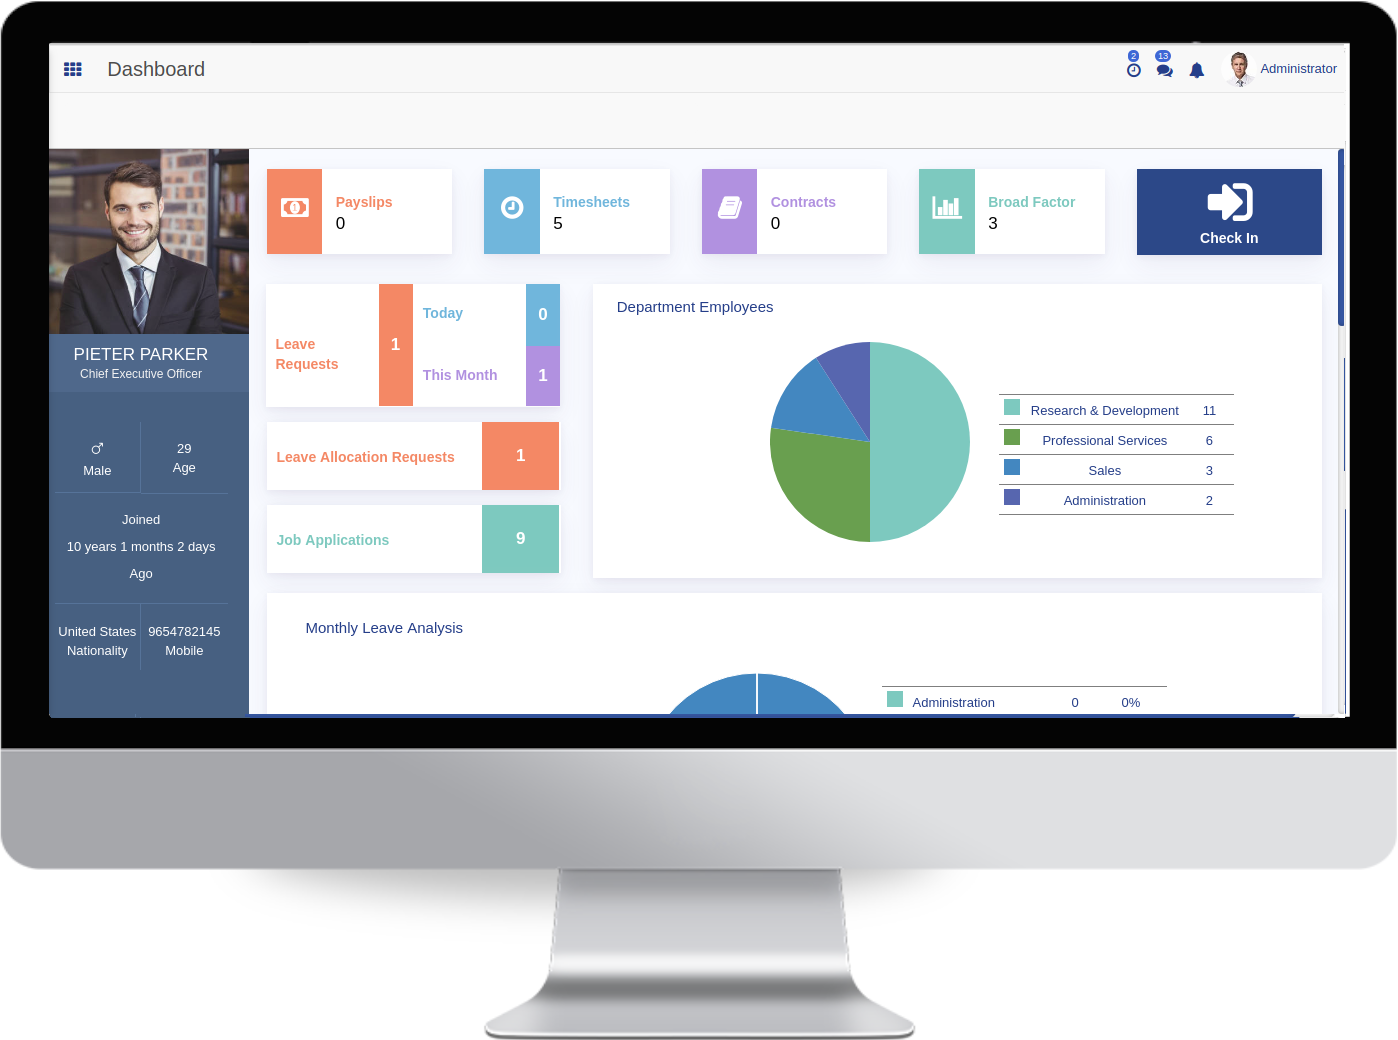 Dashboard
2
13
Administrator
PIETER PARKER
Chief Executive Officer
Male
29
Age
Joined
10 years 1 months 2 days
Ago
United States
Nationality
9654782145
Mobile
Payslips
0
Timesheets
5
Contracts
0
Broad Factor
3
Check In
Leave
Requests
1
Today
0
This Month
1
Leave Allocation Requests
1
Job Applications
9
Department Employees
Research & Development 11
Professional Services 6
Sales 3
Administration 2
Monthly Leave Analysis
Administration 0 0%